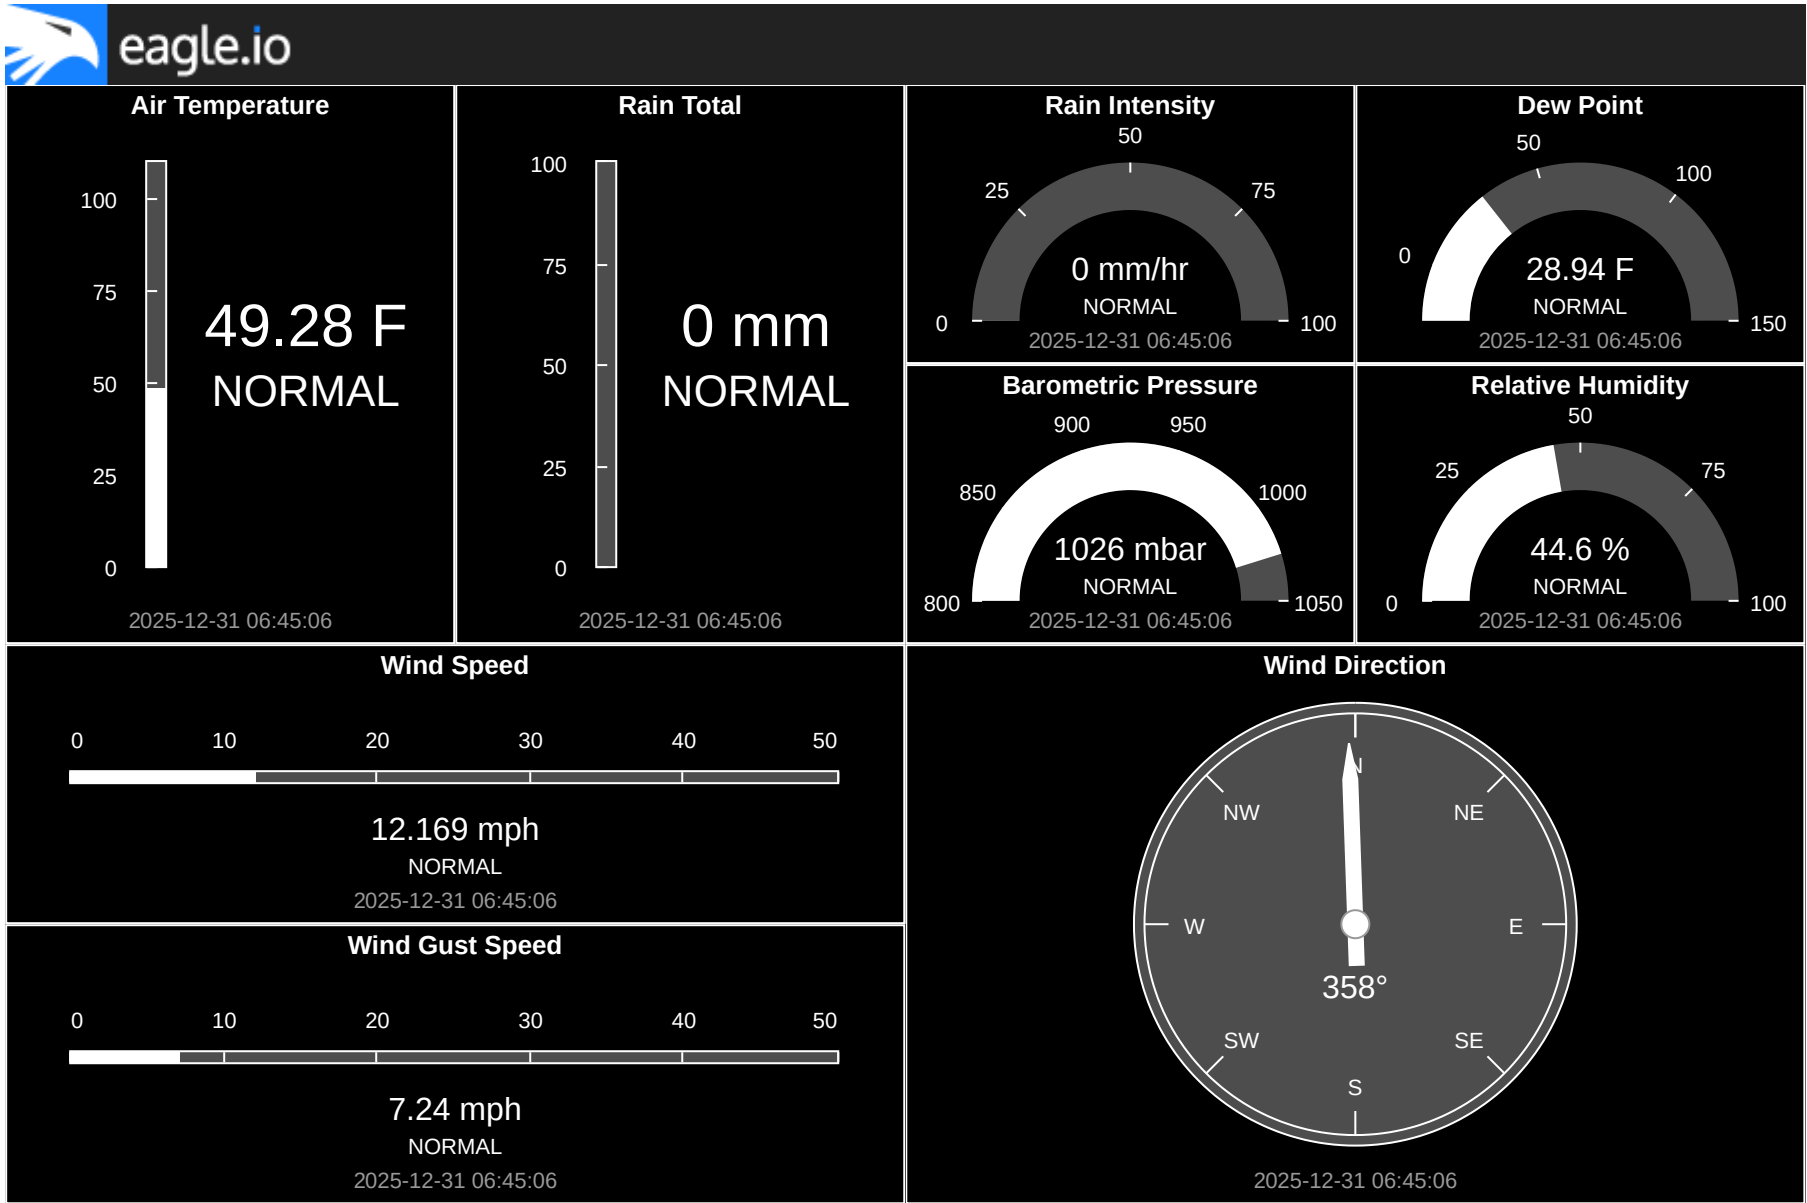 eagle.io
Air Temperature
100
75
50
25
0
49.28 F
NORMAL
2025-12-31 06:45:06
Rain Total
100
75
50
25
0
0 mm
NORMAL
2025-12-31 06:45:06
Rain Intensity
0
25
50
75
100
0 mm/hr
NORMAL
2025-12-31 06:45:06
Dew Point
0
50
100
150
28.94 F
NORMAL
2025-12-31 06:45:06
Barometric Pressure
800
850
900
950
1000
1050
1026 mbar
NORMAL
2025-12-31 06:45:06
Relative Humidity
0
25
50
75
100
44.6 %
NORMAL
2025-12-31 06:45:06
Wind Speed
0 10 20 30 40 50
12.169 mph
NORMAL
2025-12-31 06:45:06
Wind Gust Speed
0 10 20 30 40 50
7.24 mph
NORMAL
2025-12-31 06:45:06
Wind Direction
N
NW NE
W E
358°
SW SE
S
2025-12-31 06:45:06